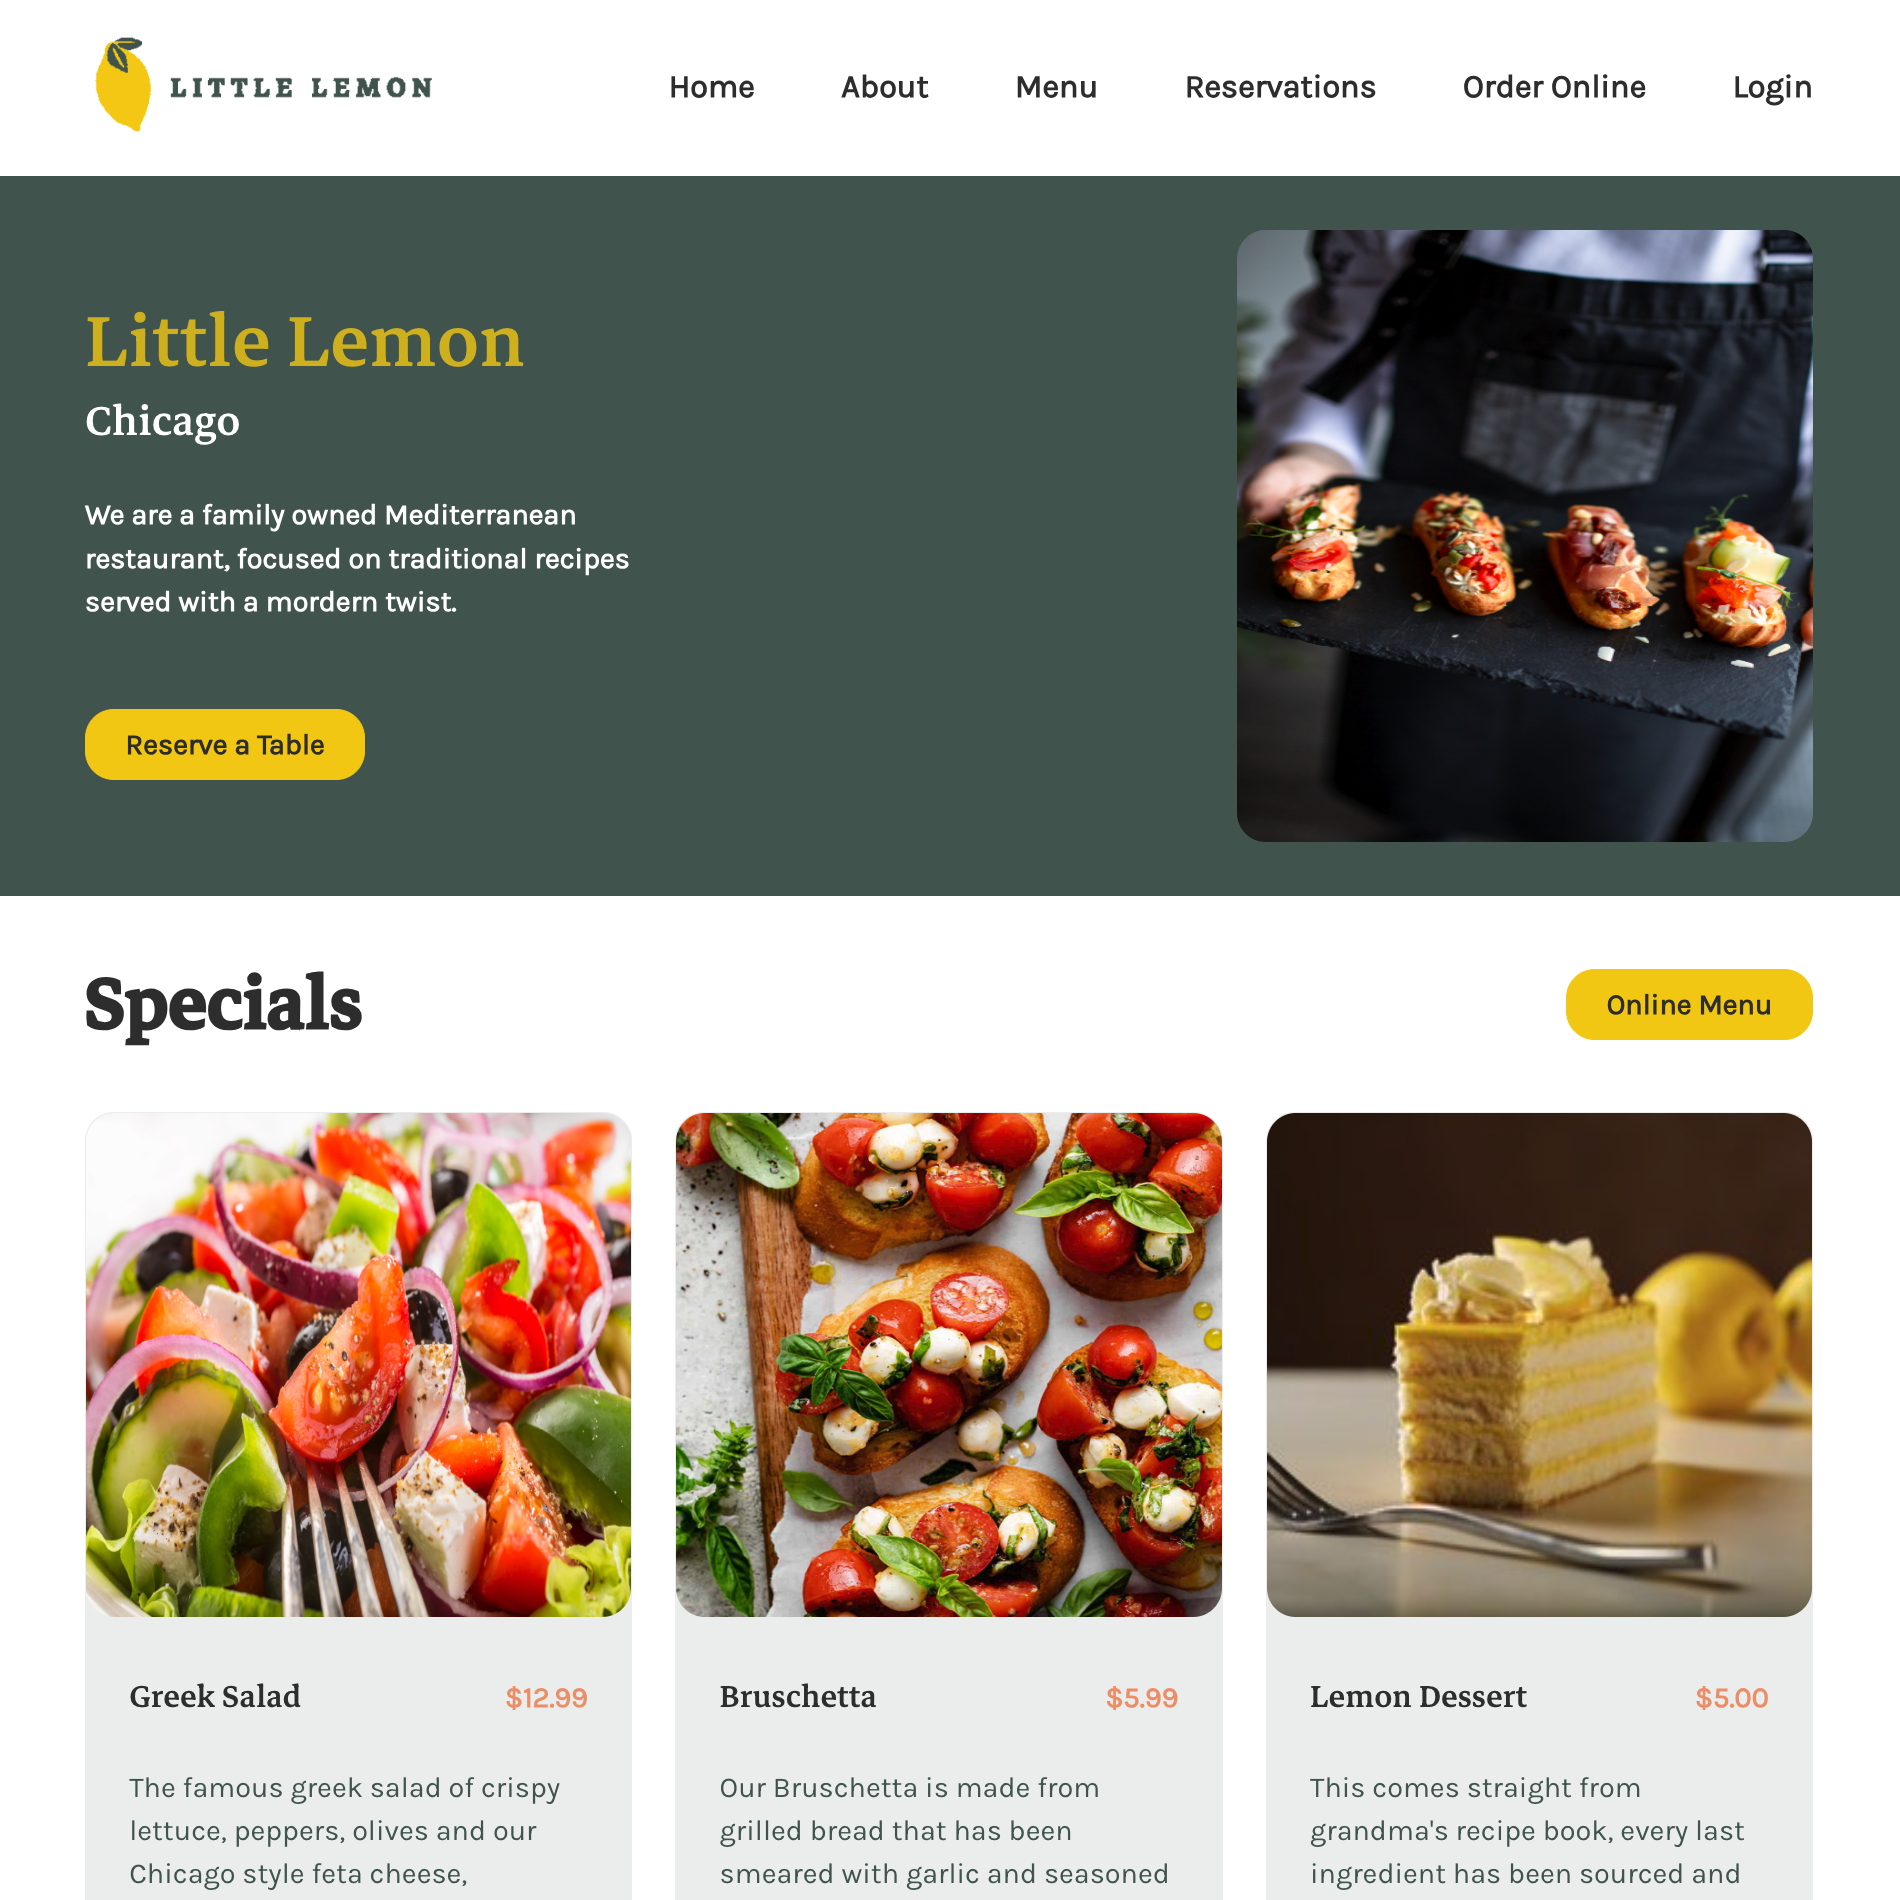 LITTLE LEMON
Home About Menu Reservations Order Online Login
Little Lemon
Chicago
We are a family owned Mediterranean
restaurant, focused on traditional recipes
served with a mordern twist.
Reserve a Table
Specials
Online Menu
Greek Salad $12.99
The famous greek salad of crispy
lettuce, peppers, olives and our
Chicago style feta cheese,
Bruschetta $5.99
Our Bruschetta is made from
grilled bread that has been
smeared with garlic and seasoned
Lemon Dessert $5.00
This comes straight from
grandma's recipe book, every last
ingredient has been sourced and